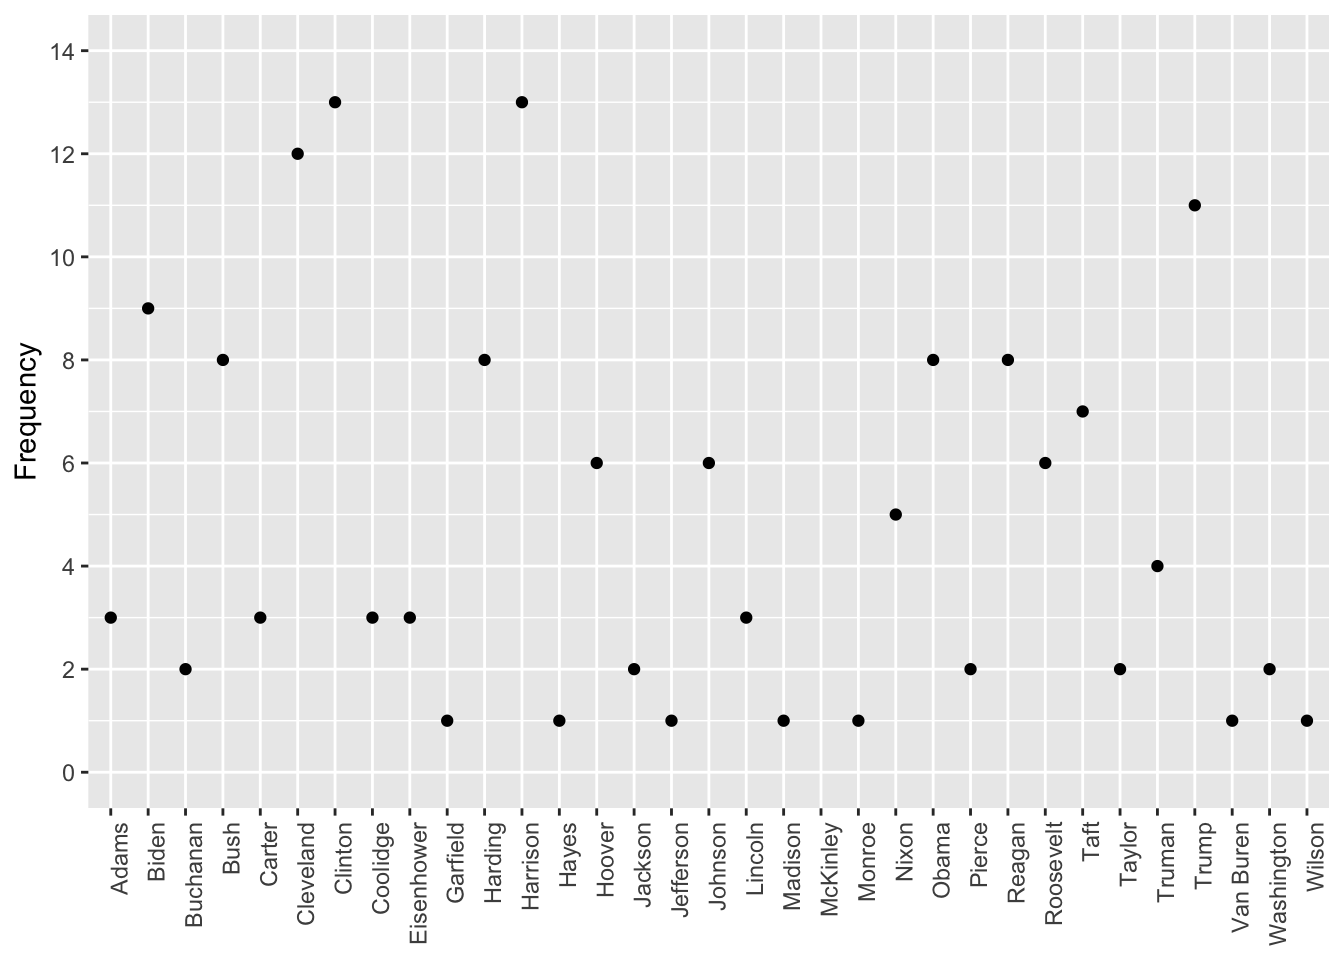 14
12
10
8
6
4
2
0
Frequency
Adams
Biden
Buchanan
Bush
Carter
Cleveland
Clinton
Coolidge
Eisenhower
Garfield
Harding
Harrison
Hayes
Hoover
Jackson
Jefferson
Johnson
Lincoln
Madison
McKinley
Monroe
Nixon
Obama
Pierce
Reagan
Roosevelt
Taft
Taylor
Truman
Trump
Van Buren
Washington
Wilson